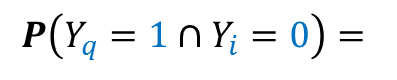 P(Y_q = 1 ∩ Y_i = 0) =